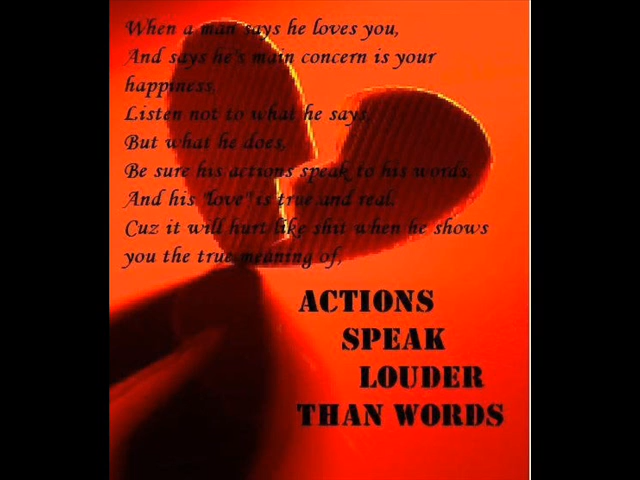 When a man says he loves you,
And says he's main concern is your
happiness,
Listen not to what he says,
But what he does,
Be sure his actions speak to his words,
And his "love" is true and real,
Cuz it will hurt like shit when he shows
you the true meaning of,
ACTIONS
SPEAK
LOUDER
THAN WORDS